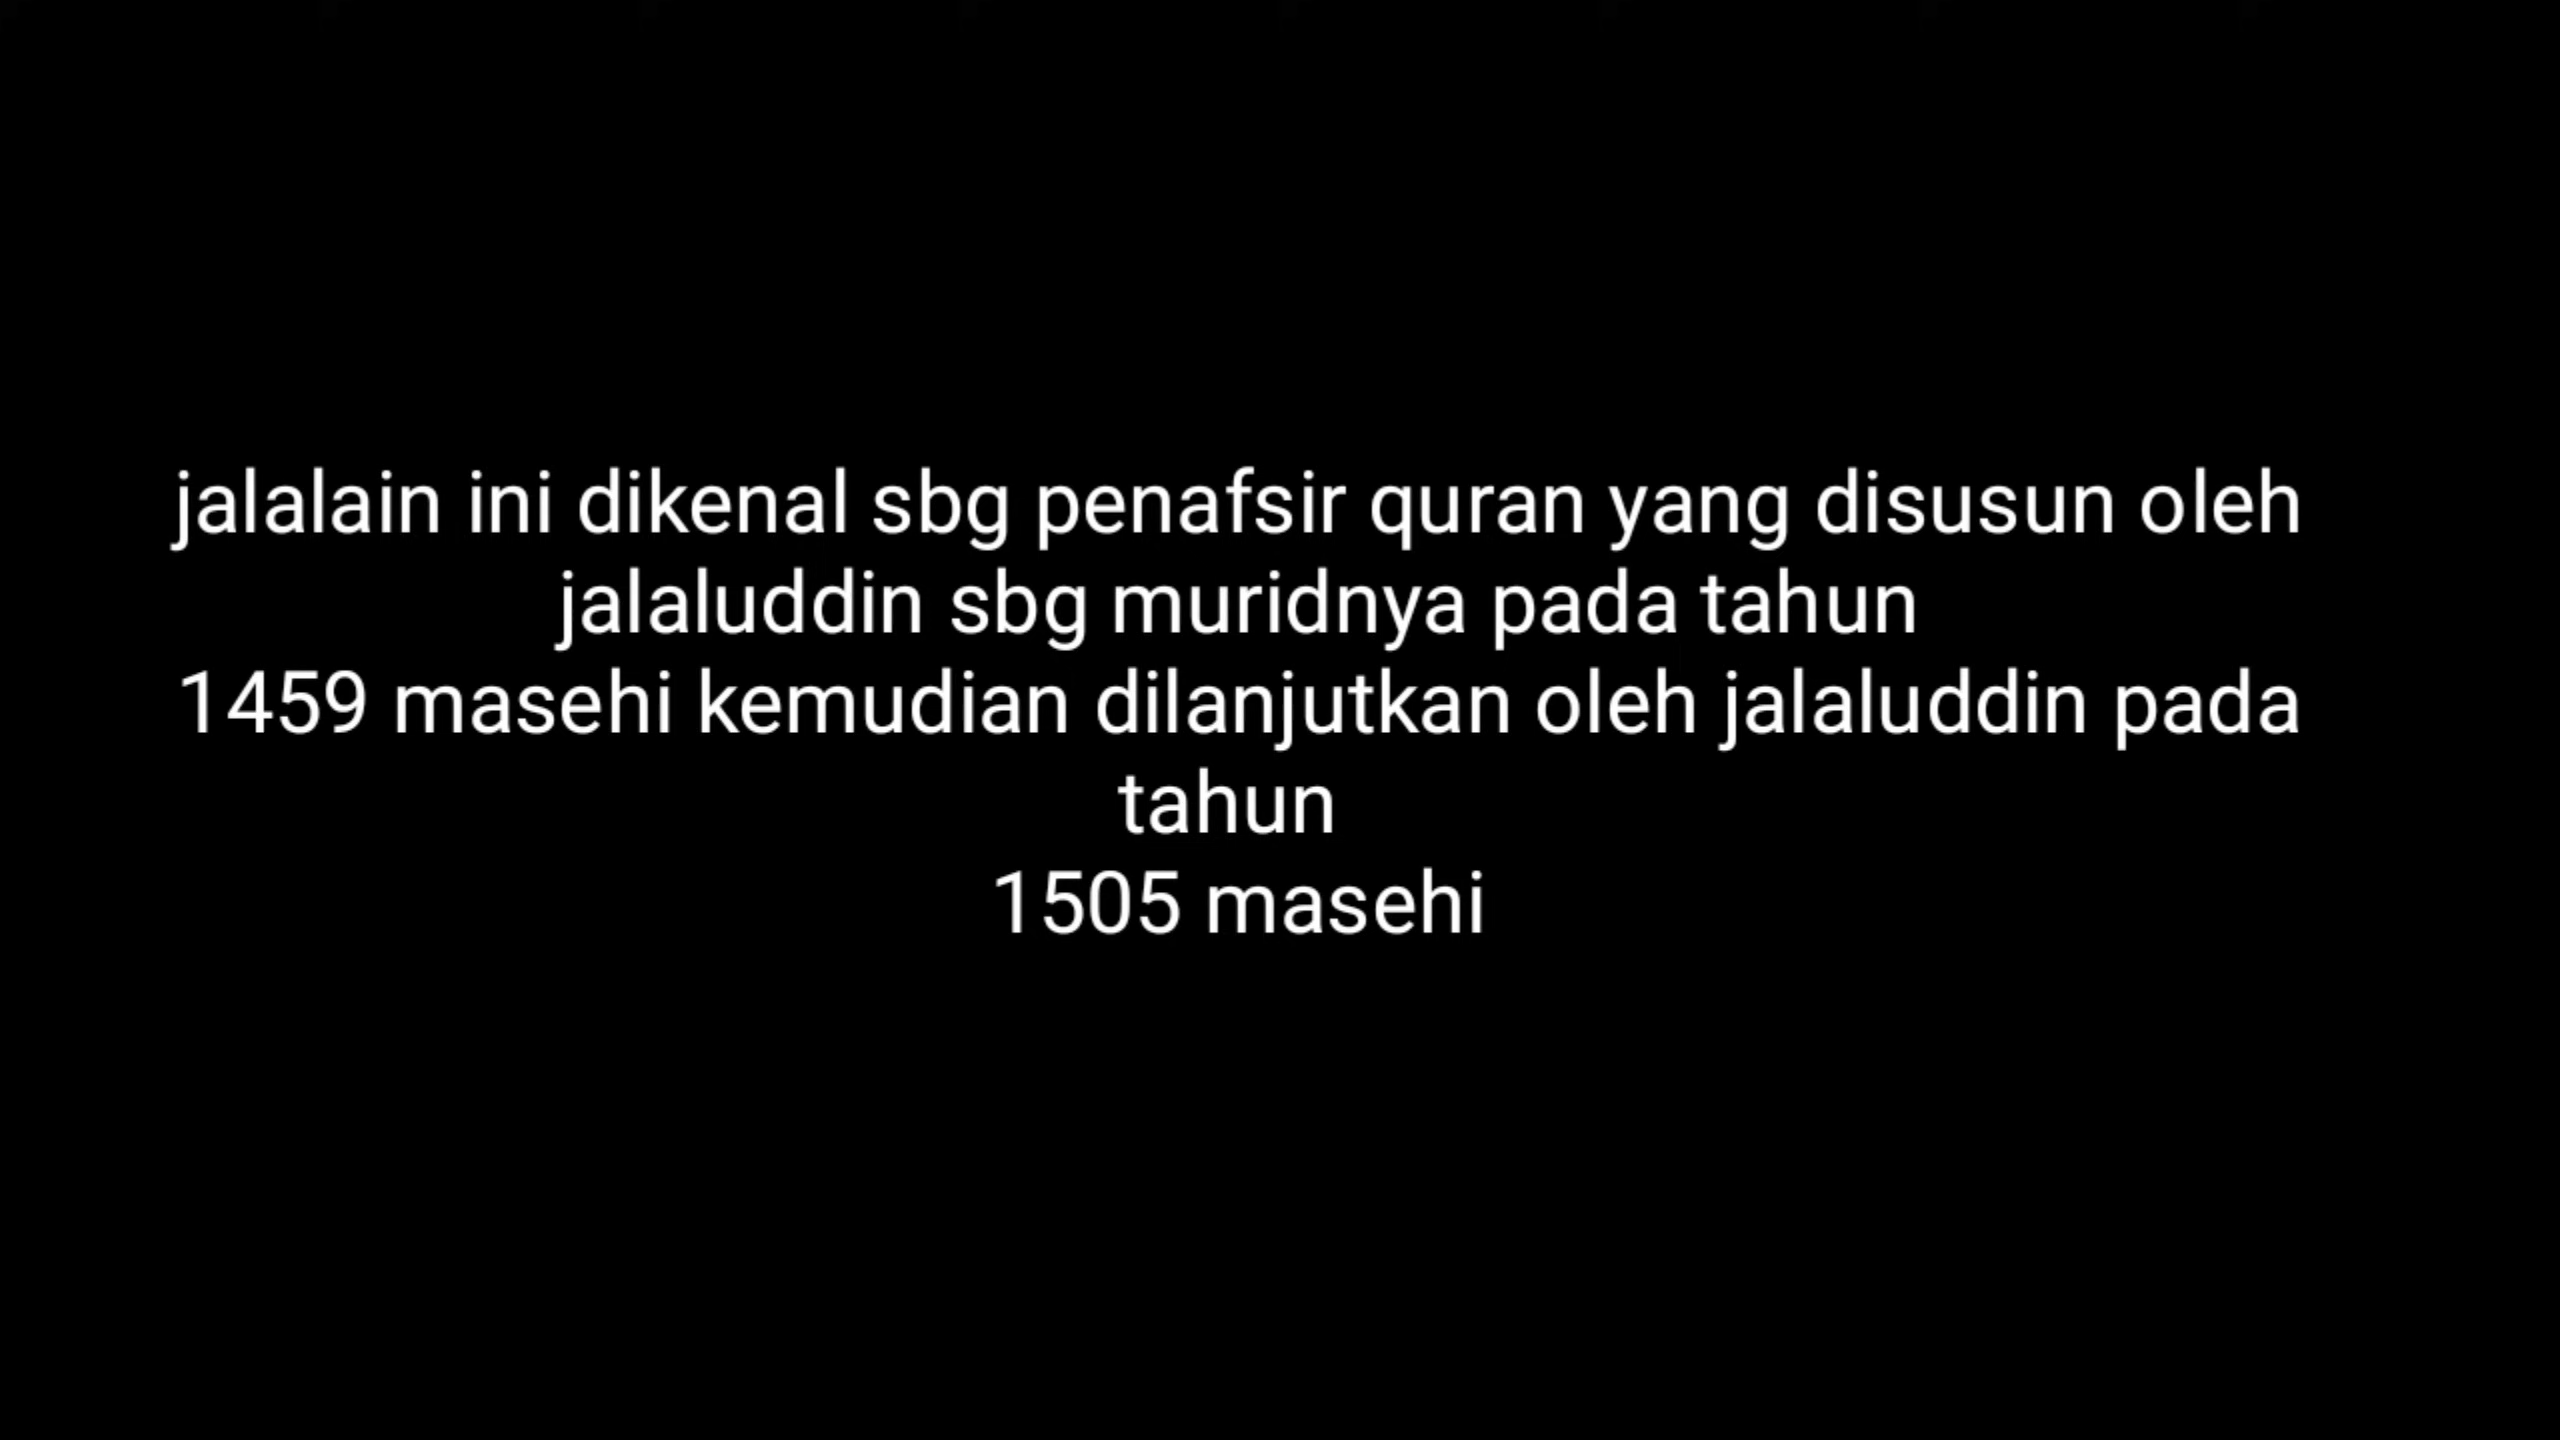 jalalain ini dikenal sbg penafsir quran yang disusun oleh
jalaluddin sbg muridnya pada tahun
1459 masehi kemudian dilanjutkan oleh jalaluddin pada
tahun
1505 masehi